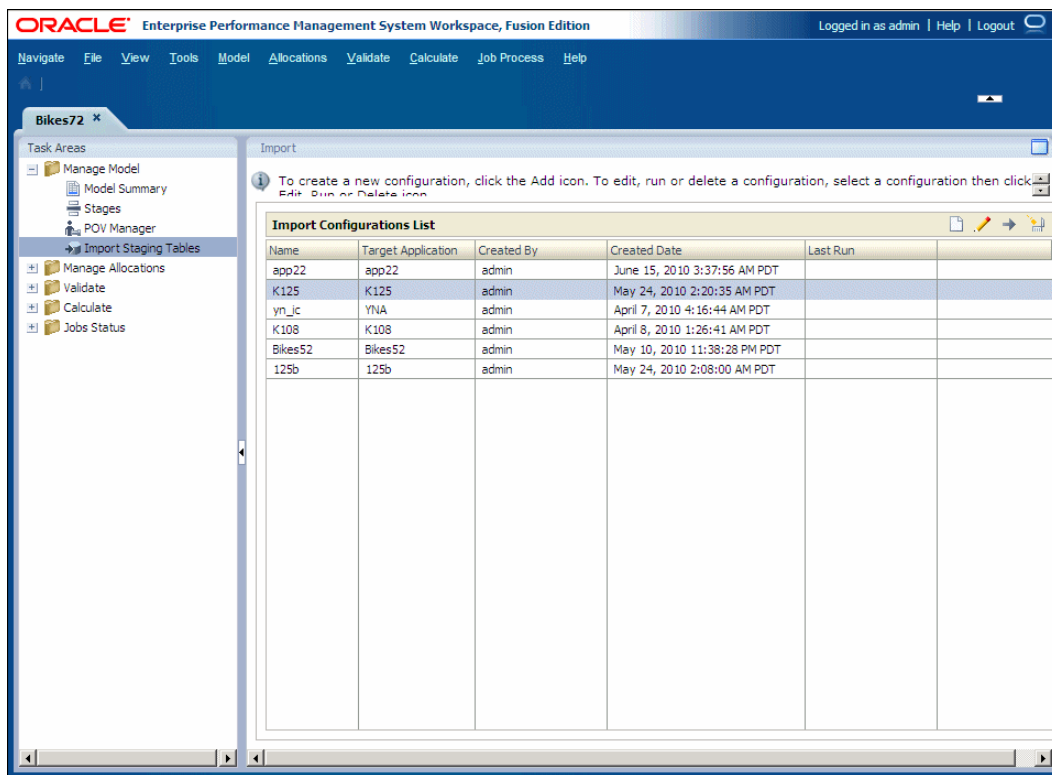 ORACLE Enterprise Performance Management System Workspace, Fusion Edition Logged in as admin | Help | Logout
Navigate File View Tools Model Allocations Validate Calculate Job Process Help
Bikes72
Task Areas
Manage Model
Model Summary
Stages
POV Manager
Import Staging Tables
Manage Allocations
Validate
Calculate
Jobs Status
Import
To create a new configuration, click the Add icon. To edit, run or delete a configuration, select a configuration then click
Edit, Run or Delete icon
Import Configurations List
Name Target Application Created By Created Date Last Run
app22 app22 admin June 15, 2010 3:37:56 AM PDT
K125 K125 admin May 24, 2010 2:20:35 AM PDT
yn_ic YNA admin April 7, 2010 4:16:44 AM PDT
K108 K108 admin April 8, 2010 1:26:41 AM PDT
Bikes52 Bikes52 admin May 10, 2010 11:38:28 PM PDT
125b 125b admin May 24, 2010 2:08:00 AM PDT